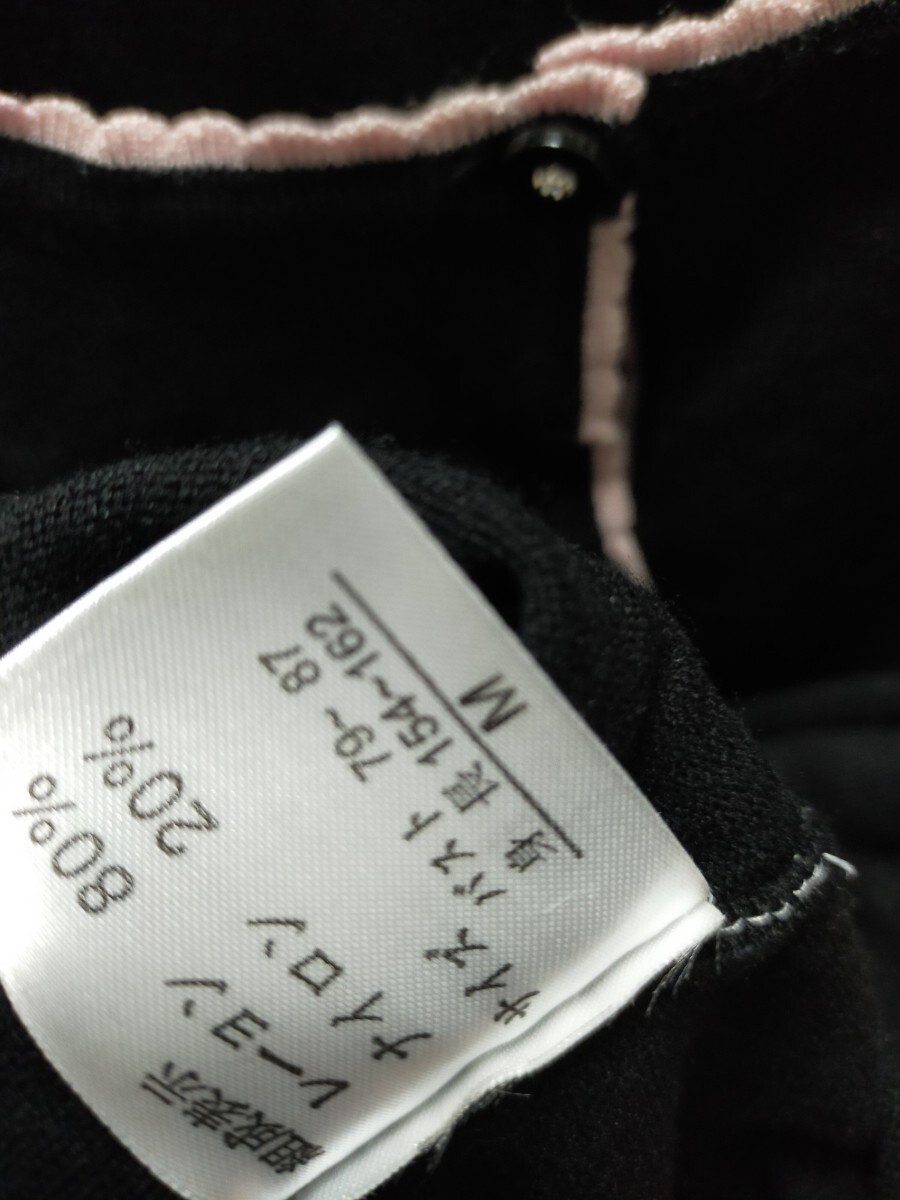 サイズ バスト 79~ 87
身長 154~162
M
組成表示
レーヨン 80%
ナイロン 20%